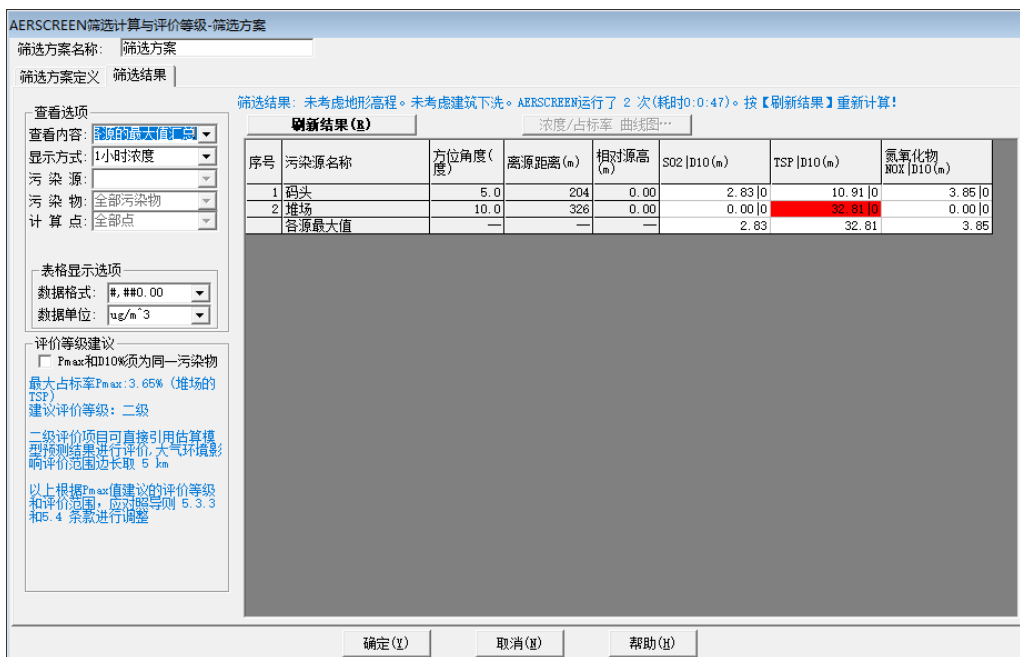 AERSCREEN筛选计算与评价等级-筛选方案
筛选方案名称: 筛选方案
筛选方案定义 筛选结果
筛选结果: 未考虑地形高程。未考虑建筑下洗。AERSCREEN运行了 2 次(耗时0:0:47)。按【刷新结果】重新计算!
刷新结果(R) 浓度/占标率 曲线图…
查看选项
查看内容: 各源的最大值汇总
显示方式: 1小时浓度
污 染 源:
污 染 物: 全部污染物
计 算 点: 全部点
表格显示选项
数据格式: #,##0.00
数据单位: ug/m^3
评价等级建议
Pmax和D10%须为同一污染物
最大占标率Pmax:3.65% (堆场的
TSP)
建议评价等级: 二级
二级评价项目可直接引用估算模
型预测结果进行评价,大气环境影
响评价范围边长取 5 km
以上根据Pmax值建议的评价等级
和评价范围, 应对照导则 5.3.3
和5.4 条款进行调整
序号 污染源名称 方位角度(度) 离源距离(m) 相对源高(m) SO2|D10(m) TSP|D10(m) 氮氧化物NOX|D10(m)
1 码头 5.0 204 0.00 2.83|0 10.91|0 3.85|0
2 堆场 10.0 326 0.00 0.00|0 32.81|0 0.00|0
各源最大值 — — — 2.83 32.81 3.85
确定(Y) 取消(N) 帮助(H)